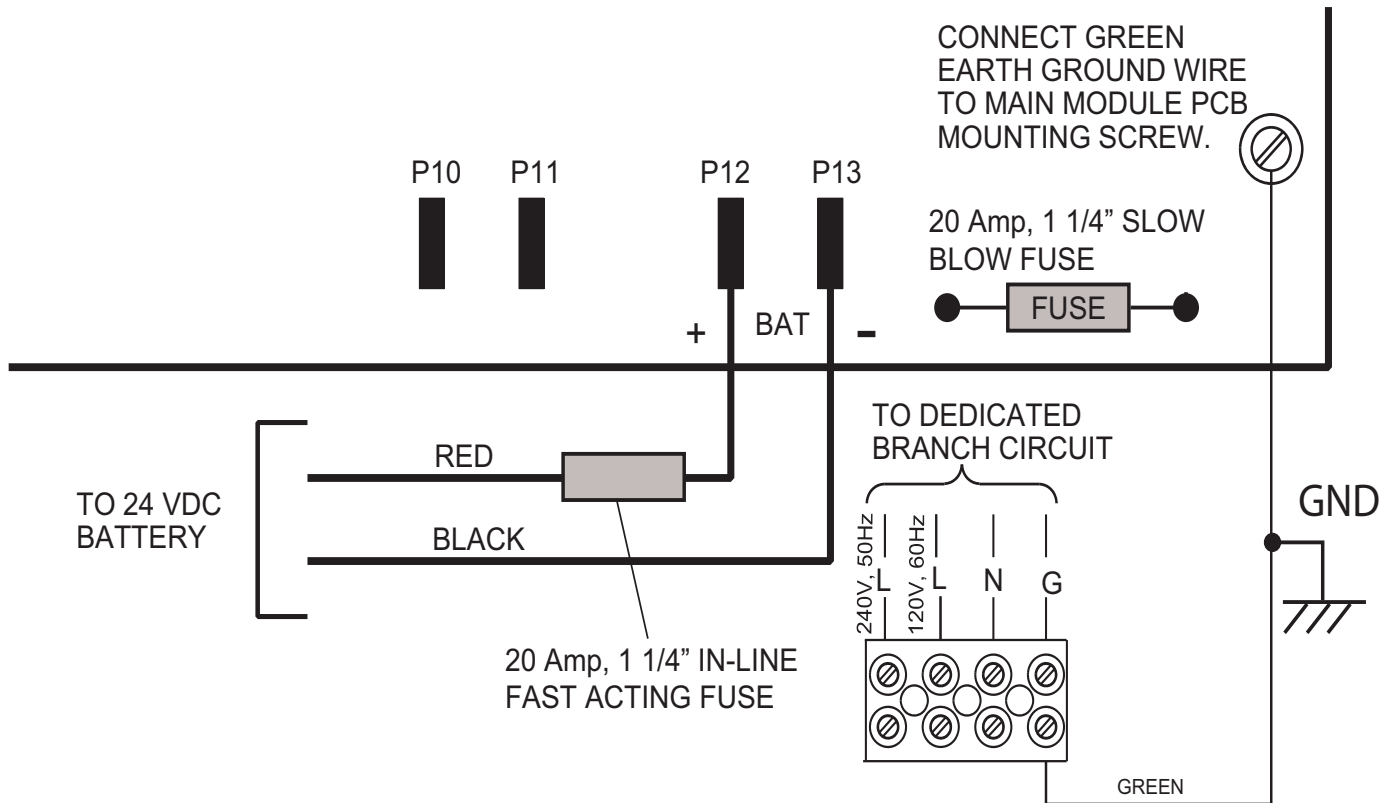 CONNECT GREEN
EARTH GROUND WIRE
TO MAIN MODULE PCB
MOUNTING SCREW.
P10
P11
P12
P13
20 Amp, 1 1/4” SLOW
BLOW FUSE
FUSE
+
BAT
-
TO DEDICATED
BRANCH CIRCUIT
RED
TO 24 VDC
BATTERY
BLACK
GND
240V, 50Hz
L
120V, 60Hz
L
N
G
20 Amp, 1 1/4” IN-LINE
FAST ACTING FUSE
GREEN